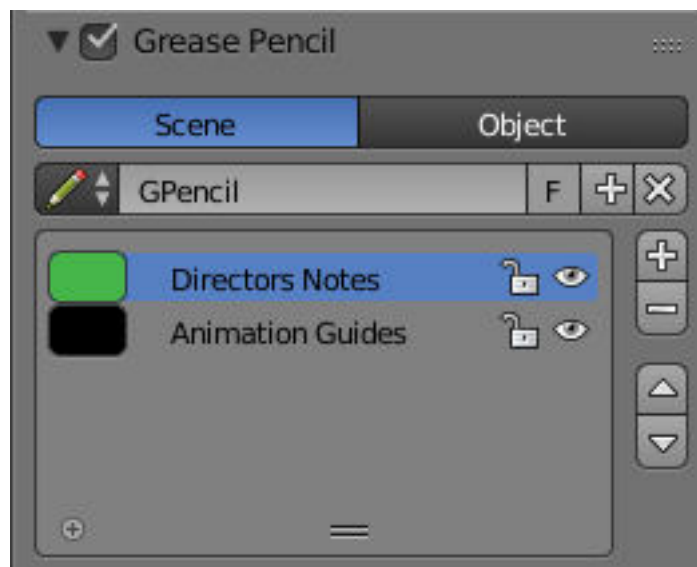 Grease Pencil
Scene Object
GPencil F
Directors Notes
Animation Guides